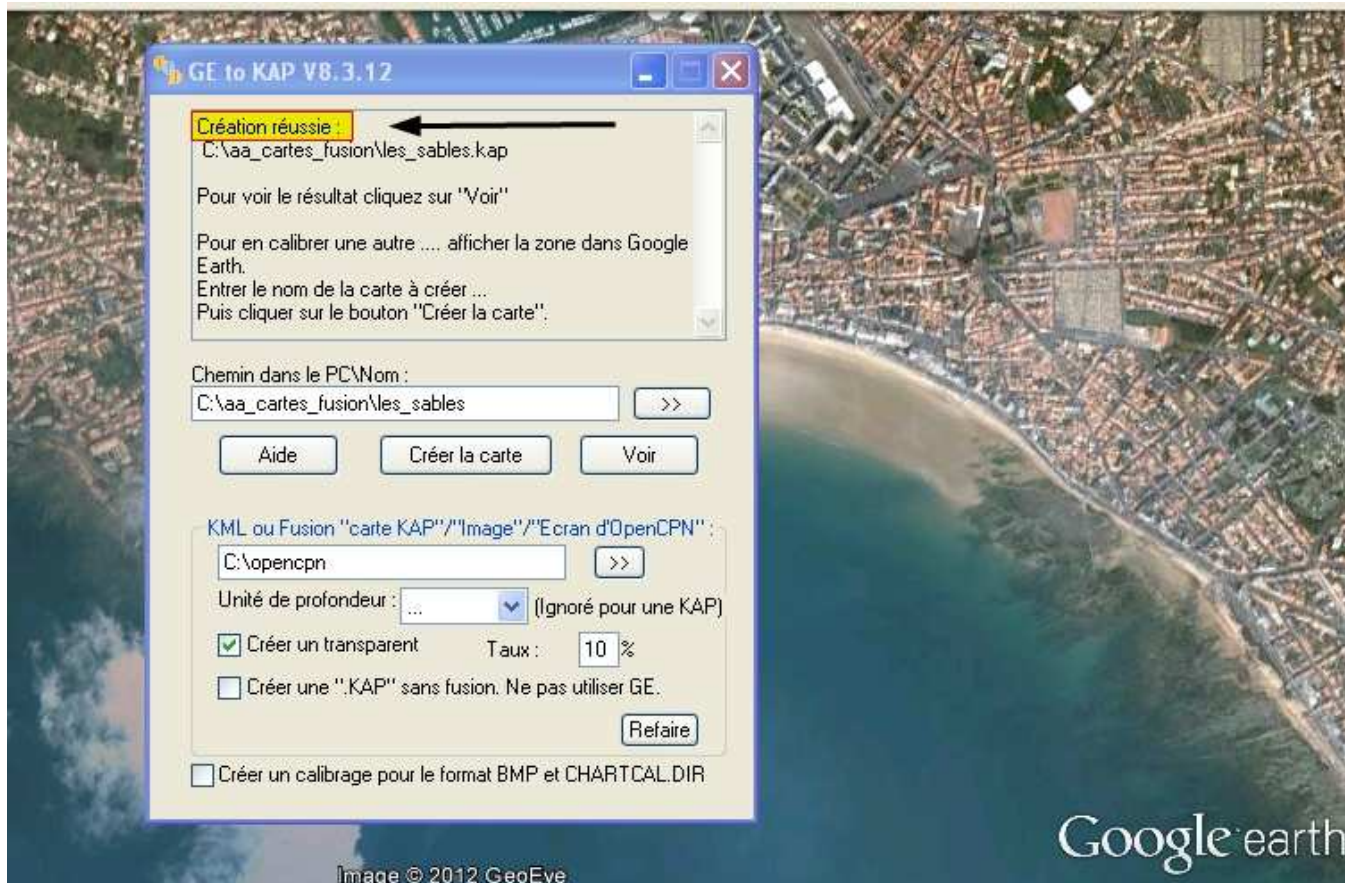 GE to KAP V8.3.12
Création réussie :
C:\aa_cartes_fusion\les_sables.kap
Pour voir le résultat cliquez sur "Voir"
Pour en calibrer une autre .... afficher la zone dans Google
Earth.
Entrer le nom de la carte à créer ...
Puis cliquer sur le bouton "Créer la carte".
Chemin dans le PC\Nom :
C:\aa_cartes_fusion\les_sables
>>
Aide
Créer la carte
Voir
KML ou Fusion "carte KAP"/"Image"/"Ecran d'OpenCPN" :
C:\opencpn
>>
Unité de profondeur : ... (Ignoré pour une KAP)
Créer un transparent Taux : 10 %
Créer une ".KAP" sans fusion. Ne pas utiliser GE.
Refaire
Créer un calibrage pour le format BMP et CHARTCAL.DIR
Google earth
Image © 2012 GeoEye